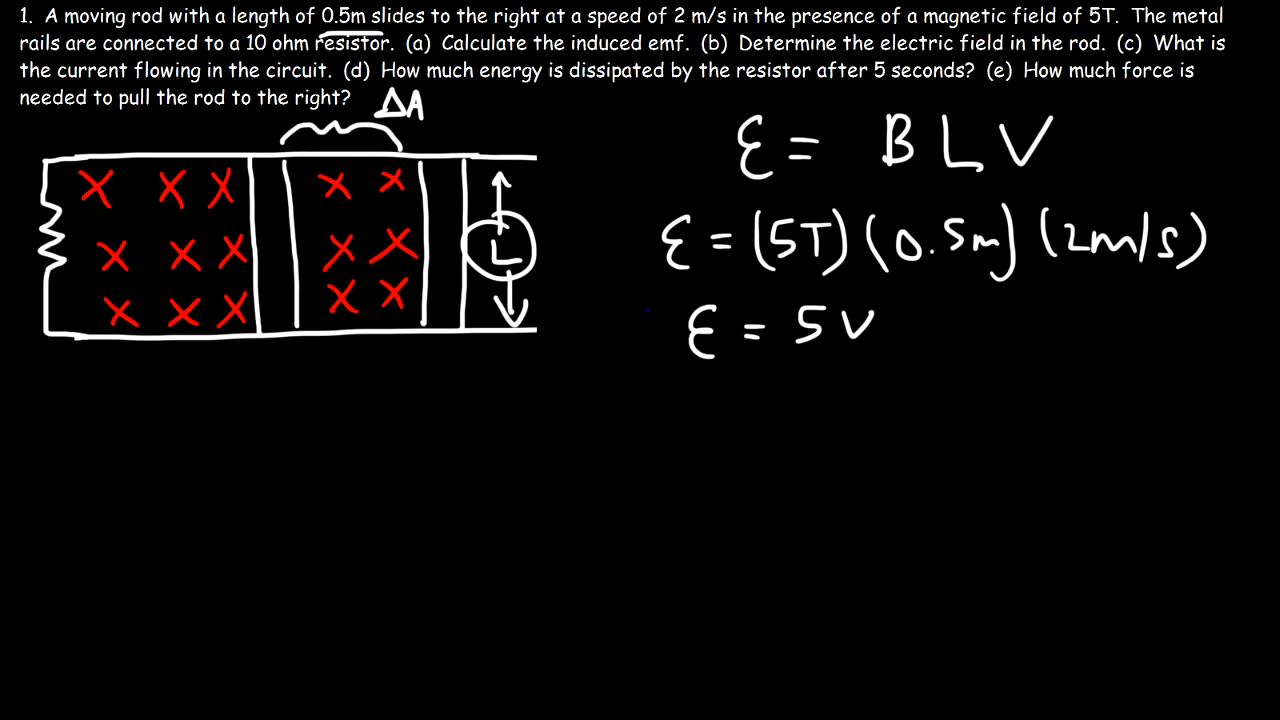 1. A moving rod with a length of 0.5m slides to the right at a speed of 2 m/s in the presence of a magnetic field of 5T. The metal
rails are connected to a 10 ohm resistor. (a) Calculate the induced emf. (b) Determine the electric field in the rod. (c) What is
the current flowing in the circuit. (d) How much energy is dissipated by the resistor after 5 seconds? (e) How much force is
needed to pull the rod to the right?
ΔA
X X X X X
X X X X X
X X X X X
L
ε = B L V
ε = (5T) (0.5m) (2m/s)
ε = 5 V